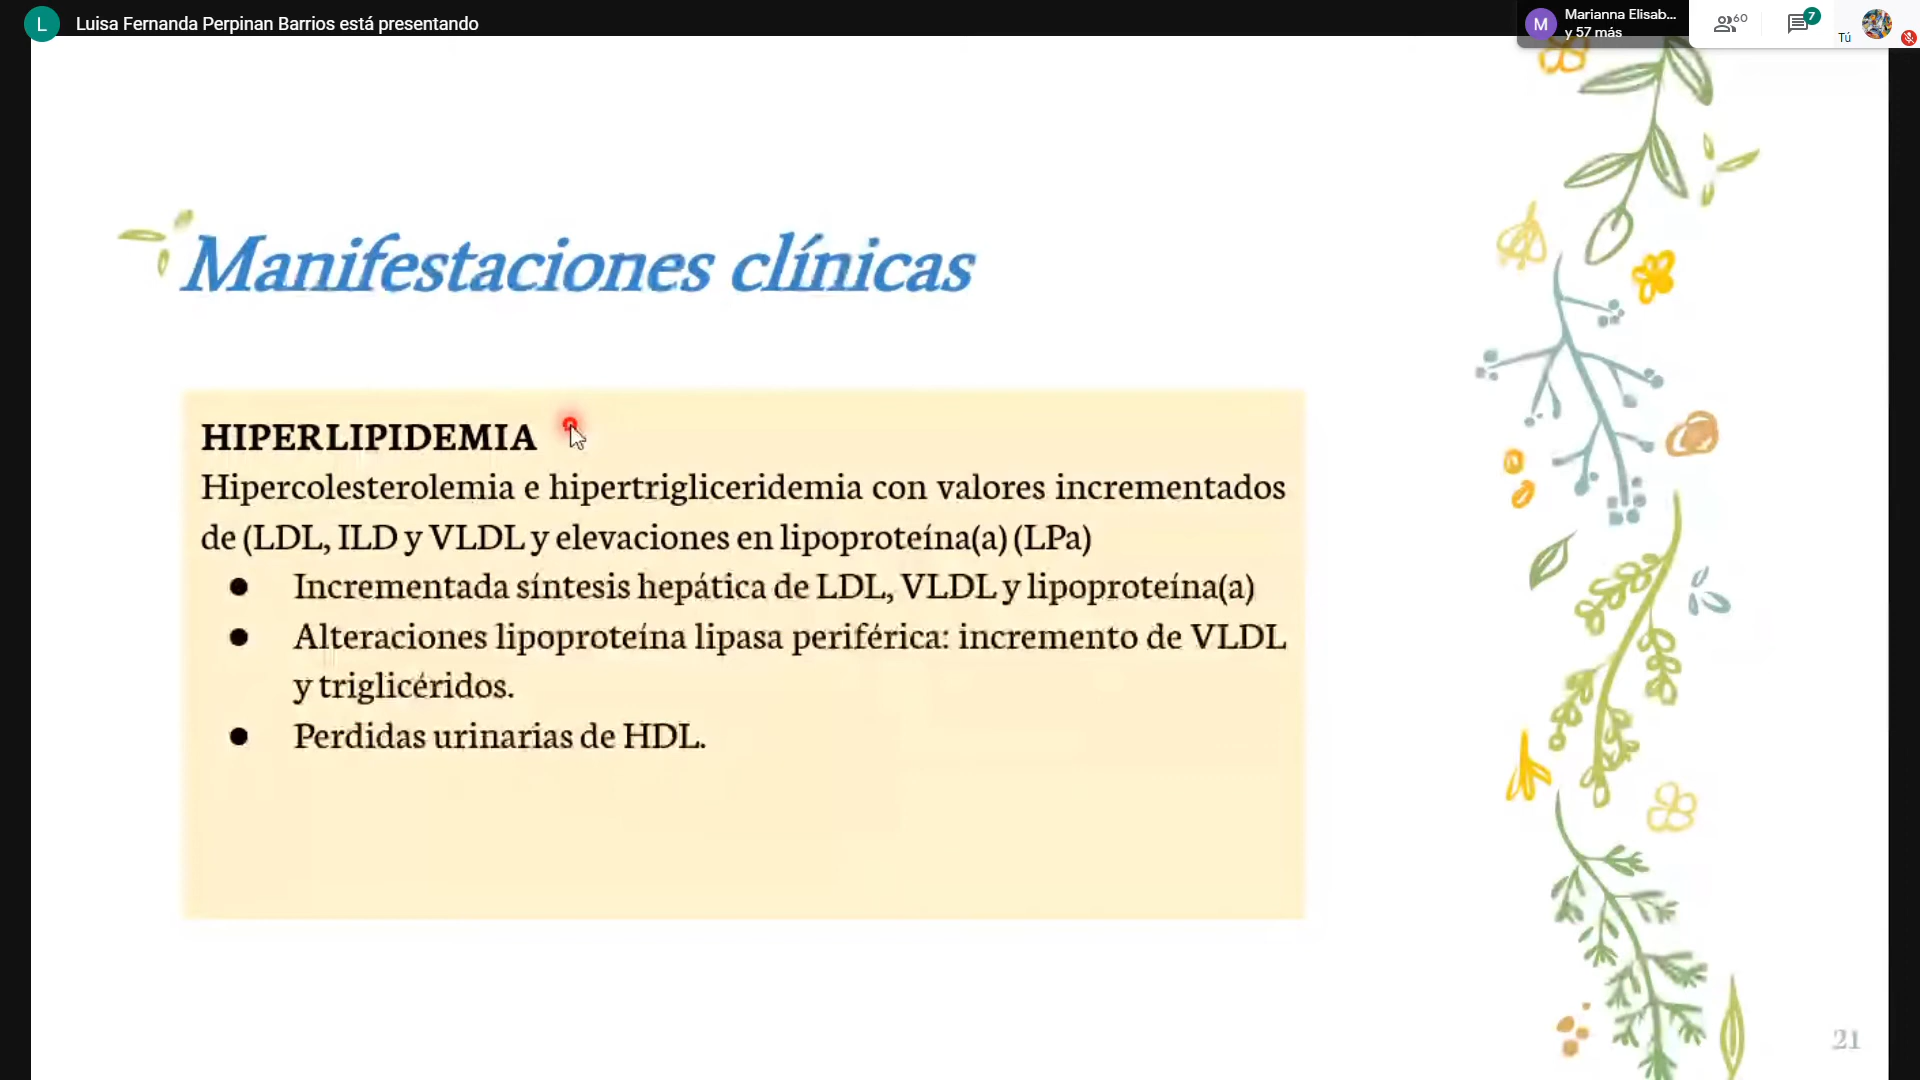 L Luisa Fernanda Perpinan Barrios está presentando
M Marianna Elisab...
y 57 más
60
7
Tú
Manifestaciones clínicas
HIPERLIPIDEMIA
Hipercolesterolemia e hipertrigliceridemia con valores incrementados
de (LDL, ILD y VLDL y elevaciones en lipoproteína(a) (LPa)
● Incrementada síntesis hepática de LDL, VLDL y lipoproteína(a)
● Alteraciones lipoproteína lipasa periférica: incremento de VLDL
y triglicéridos.
● Perdidas urinarias de HDL.
21